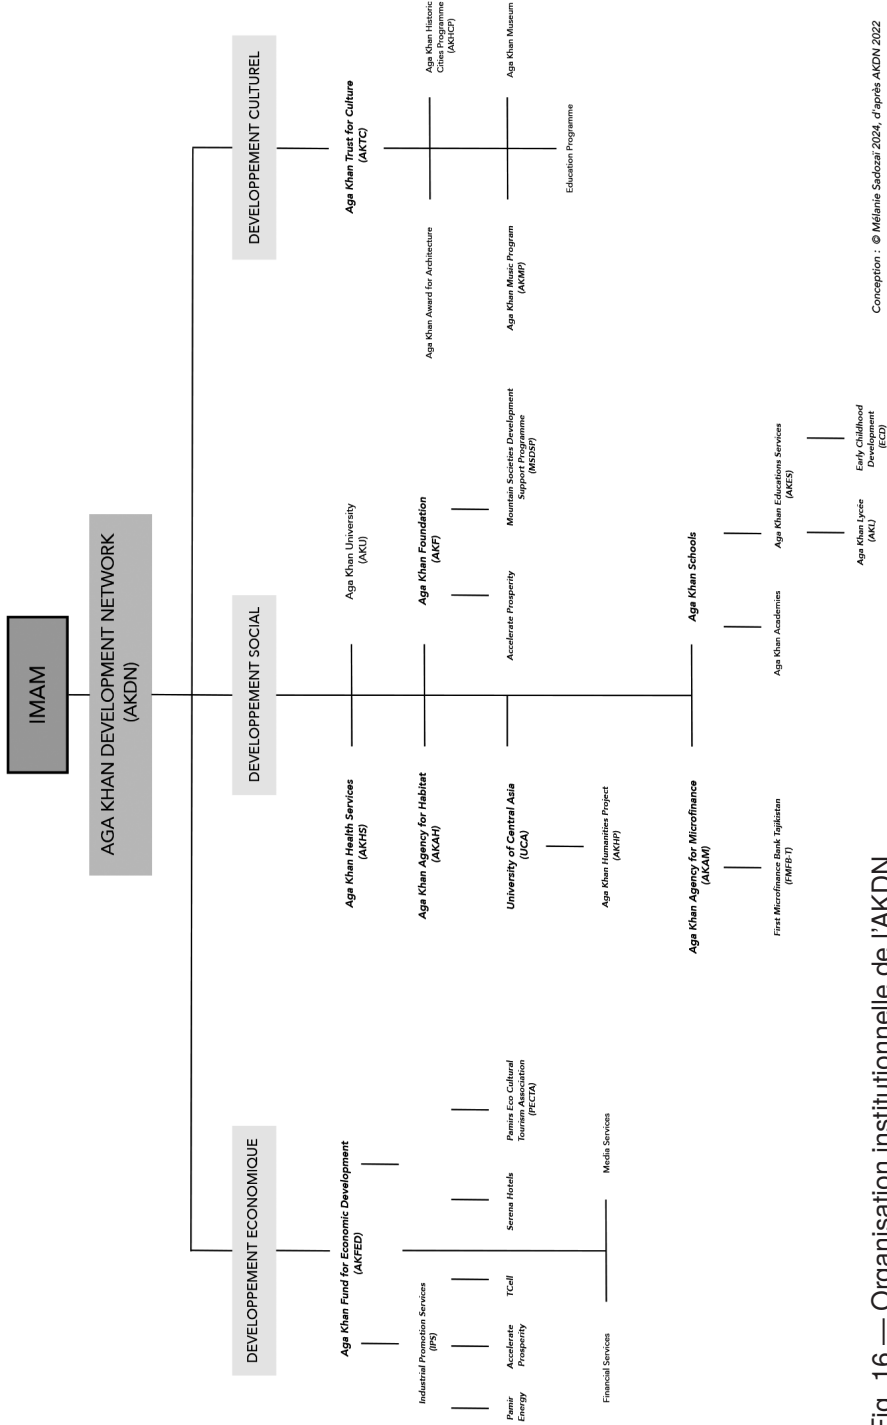 IMAM
AGA KHAN DEVELOPMENT NETWORK
(AKDN)
DEVELOPPEMENT ECONOMIQUE
DEVELOPPEMENT SOCIAL
DEVELOPPEMENT CULTUREL
Aga Khan Fund for Economic Development
(AKFED)
Industrial Promotion Services
(IPS)
Pamir
Energy
Accelerate
Prosperity
TCell
Serena Hotels
Pamirs Eco Cultural
Tourism Association
(PECTA)
Financial Services
Media Services
Aga Khan Health Services
(AKHS)
Aga Khan University
(AKU)
Aga Khan Agency for Habitat
(AKAH)
Aga Khan Foundation
(AKF)
Accelerate Prosperity
Mountain Societies Development
Support Programme
(MSDSP)
University of Central Asia
(UCA)
Aga Khan Humanities Project
(AKHP)
Aga Khan Agency for Microfinance
(AKAM)
First Microfinance Bank Tajikistan
(FMFB-T)
Aga Khan Schools
Aga Khan Academies
Aga Khan Educations Services
(AKES)
Aga Khan Lycée
(AKL)
Early Childhood
Development
(ECD)
Aga Khan Trust for Culture
(AKTC)
Aga Khan Award for Architecture
Aga Khan Historic
Cities Programme
(AKHCP)
Aga Khan Music Program
(AKMP)
Aga Khan Museum
Education Programme
Fig. 16 — Organisation institutionnelle de l'AKDN
Conception : © Mélanie Sadozaï 2024, d'après AKDN 2022